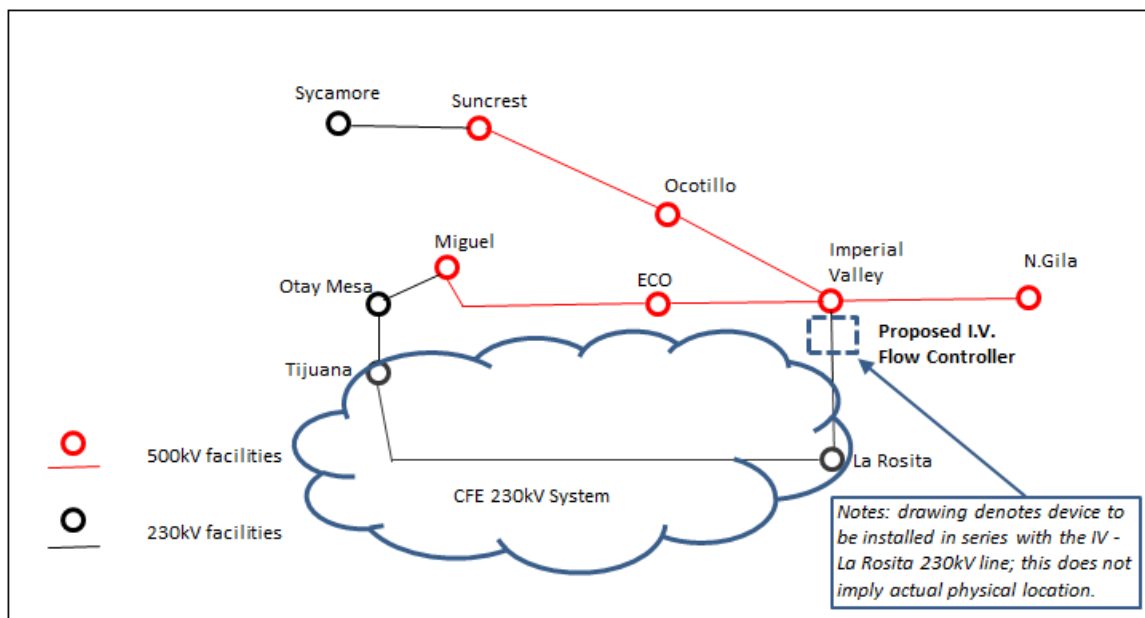 Sycamore
Suncrest
Ocotillo
Miguel
Imperial
Valley
N.Gila
Otay Mesa
ECO
Proposed I.V.
Flow Controller
Tijuana
500kV facilities
La Rosita
CFE 230kV System
230kV facilities
Notes: drawing denotes device to
be installed in series with the IV -
La Rosita 230kV line; this does not
imply actual physical location.